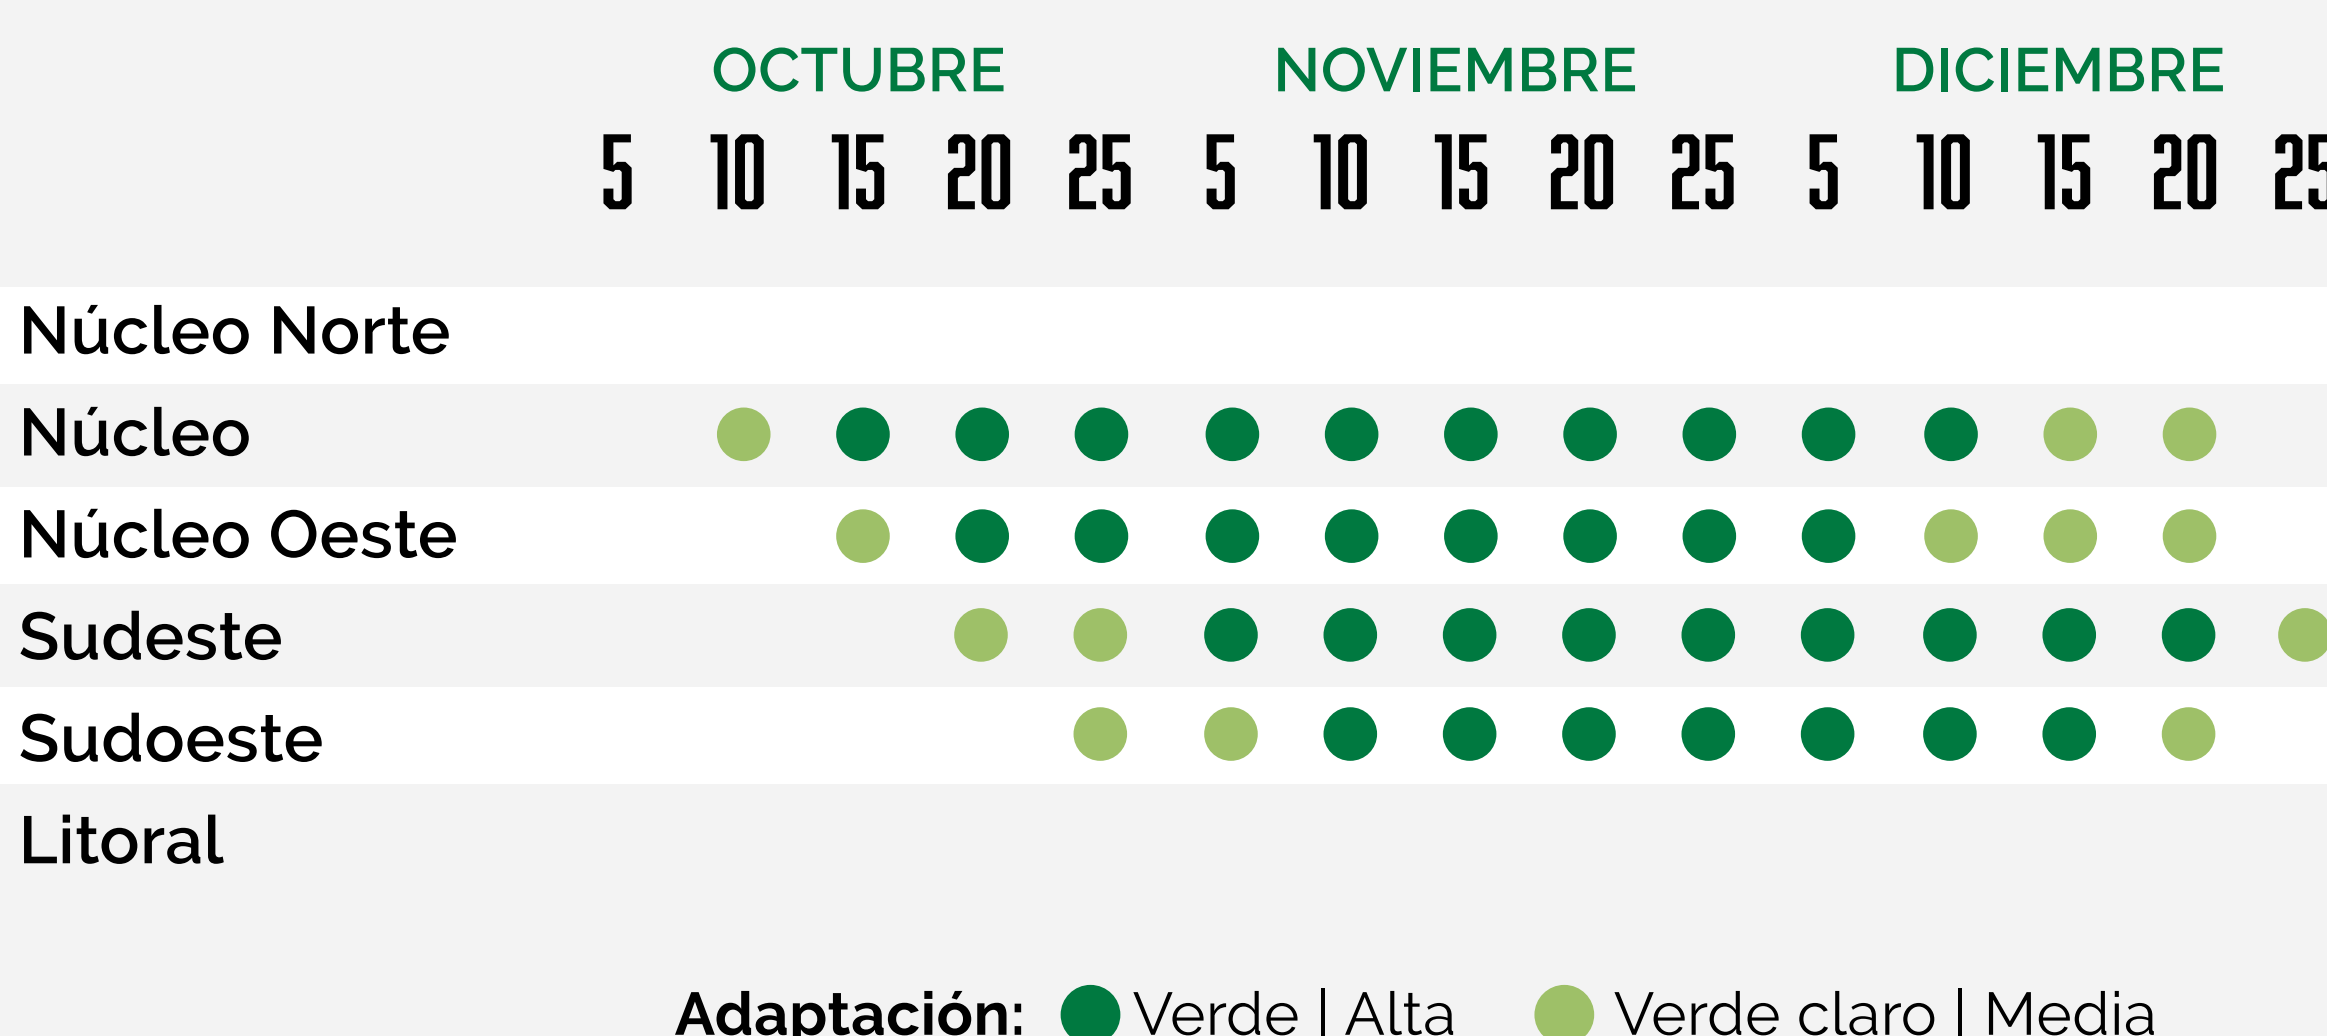 OCTUBRE NOVIEMBRE DICIEMBRE
5 10 15 20 25 5 10 15 20 25 5 10 15 20 25
Núcleo Norte
Núcleo
Núcleo Oeste
Sudeste
Sudoeste
Litoral
Adaptación: Verde | Alta Verde claro | Media